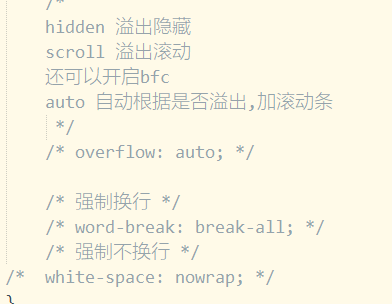 /*
hidden 溢出隐藏
scroll 溢出滚动
还可以开启bfc
auto 自动根据是否溢出,加滚动条
*/
/* overflow: auto; */
/* 强制换行 */
/* word-break: break-all; */
/* 强制不换行 */
/*  white-space: nowrap; */
}